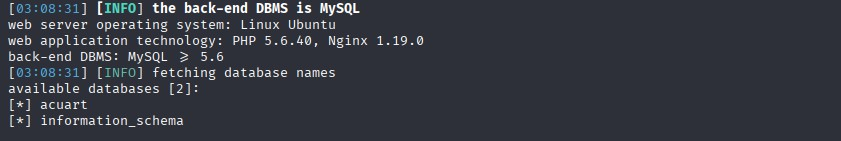 [03:08:31] [INFO] the back-end DBMS is MySQL
web server operating system: Linux Ubuntu
web application technology: PHP 5.6.40, Nginx 1.19.0
back-end DBMS: MySQL ≥ 5.6
[03:08:31] [INFO] fetching database names
available databases [2]:
[*] acuart
[*] information_schema